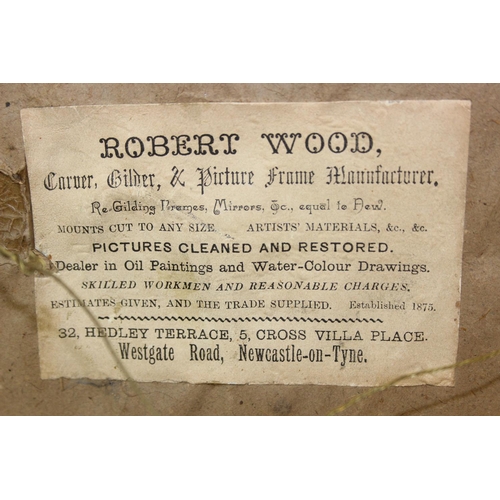 ROBERT WOOD,
Carver, Gilder, & Picture Frame Manufacturer.
Re-Gilding Frames, Mirrors, &c., equal to New.
MOUNTS CUT TO ANY SIZE. ARTISTS' MATERIALS, &c., &c.
PICTURES CLEANED AND RESTORED.
Dealer in Oil Paintings and Water-Colour Drawings.
SKILLED WORKMEN AND REASONABLE CHARGES.
ESTIMATES GIVEN, AND THE TRADE SUPPLIED. Established 1875.
32, HEDLEY TERRACE, 5, CROSS VILLA PLACE.
Westgate Road, Newcastle-on-Tyne.